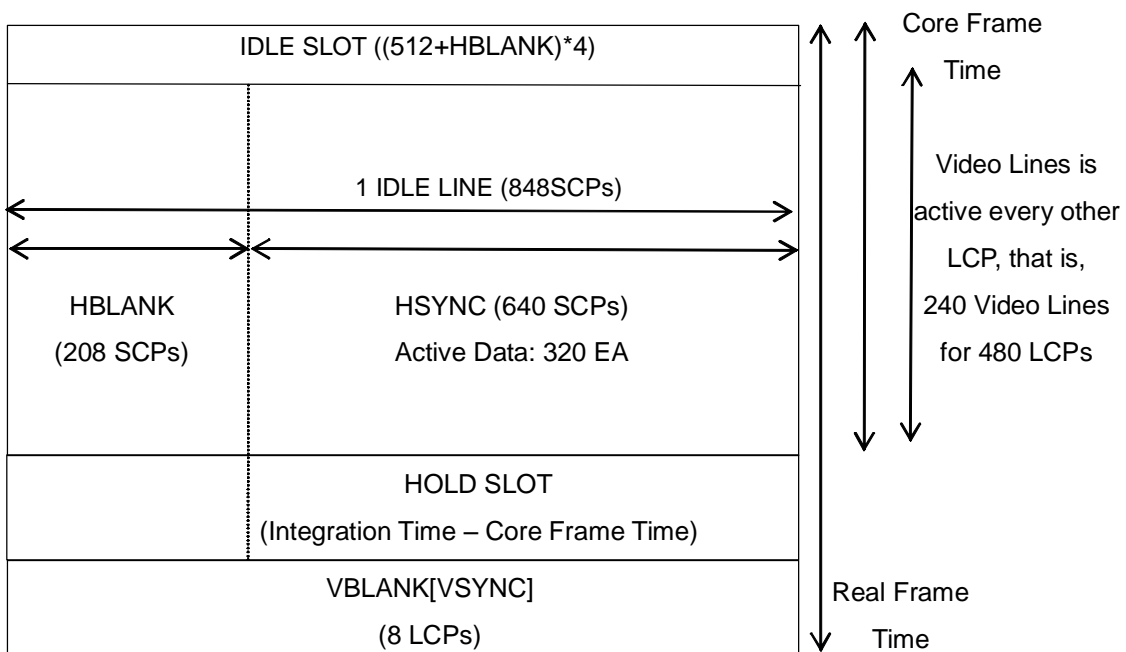 IDLE SLOT ((512+HBLANK)*4)
Core Frame
Time
1 IDLE LINE (848SCPs)
Video Lines is
active every other
LCP, that is,
240 Video Lines
for 480 LCPs
HBLANK
(208 SCPs)
HSYNC (640 SCPs)
Active Data: 320 EA
HOLD SLOT
(Integration Time – Core Frame Time)
VBLANK[VSYNC]
(8 LCPs)
Real Frame
Time